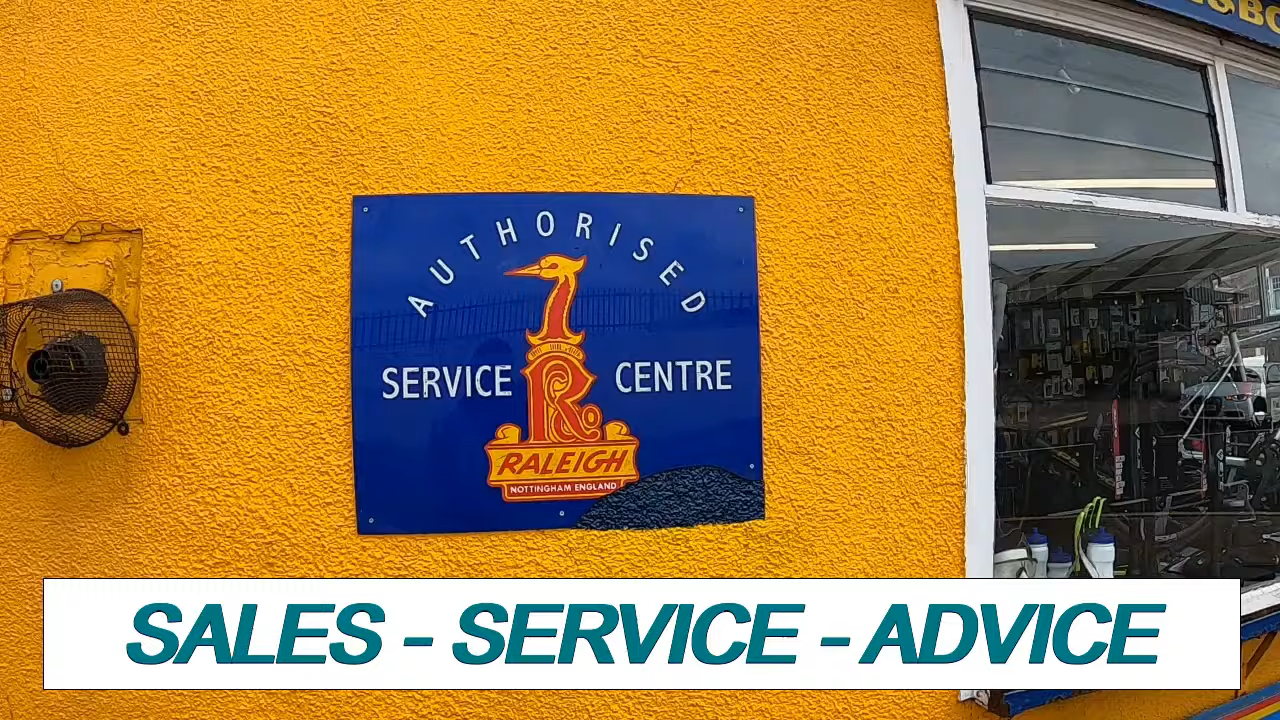 AUTHORISED
SERVICE CENTRE
R
RALEIGH
NOTTINGHAM ENGLAND
SALES - SERVICE - ADVICE